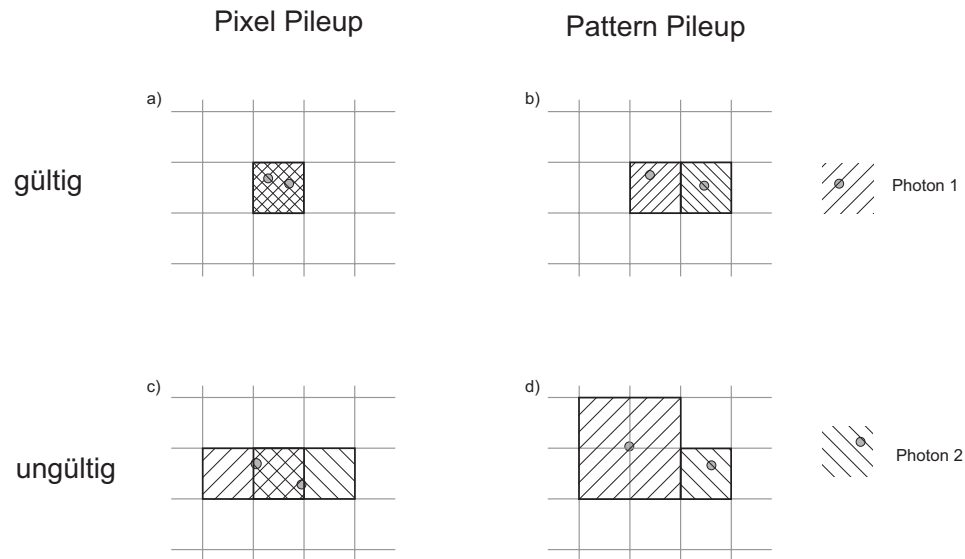 Pixel Pileup
Pattern Pileup
a)
b)
gültig
Photon 1
c)
d)
ungültig
Photon 2